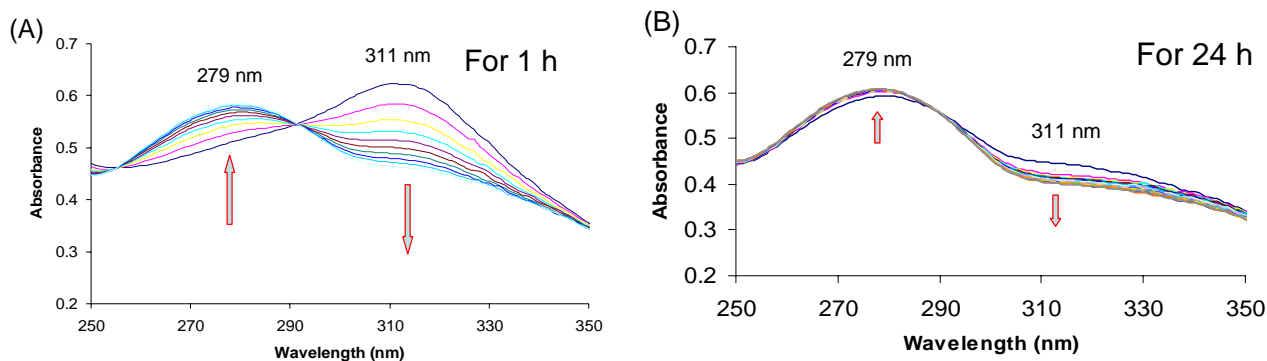 (A)
For 1 h
279 nm
311 nm
Absorbance
0.7
0.6
0.5
0.4
0.3
0.2
250 270 290 310 330 350
Wavelength (nm)
(B)
For 24 h
279 nm
311 nm
Absorbance
0.7
0.6
0.5
0.4
0.3
0.2
250 270 290 310 330 350
Wavelength (nm)